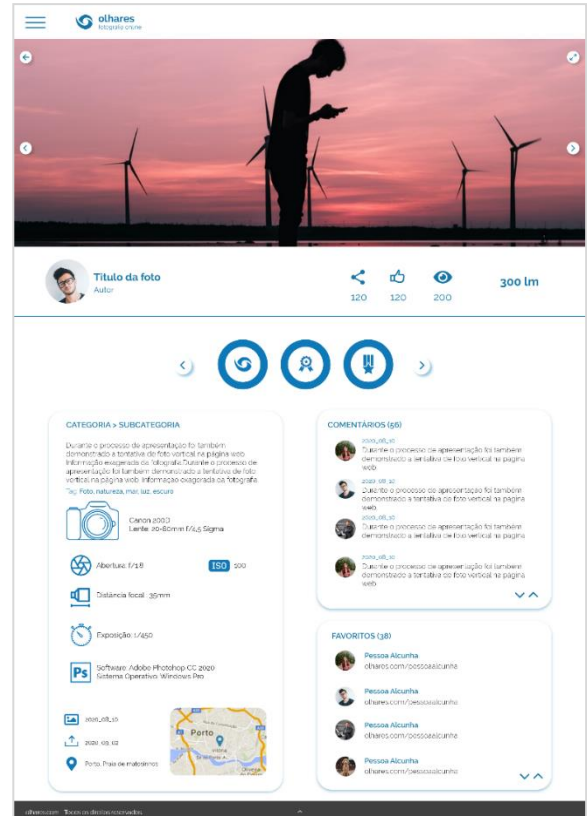 olhares
fotografia online
Título da foto
Autor
120
120
200
300 lm
CATEGORIA > SUBCATEGORIA
Durante o processo de apresentação foi também
demonstrado a tentativa de foto vertical na página web.
Informação exagerada da fotografia.Durante o processo de
apresentação foi também demonstrado a tentativa de foto
vertical na página web. Informação exagerada da fotografia.
Tag: Foto, natureza, mar, luz, escuro
Canon 200D
Lente: 20-80mm f/4,5 Sigma
Abertura: f/1.8
ISO 100
Distância focal : 35mm
Exposição: 1/450
Ps
Software: Adobe Photohop CC 2020
Sistema Operativo: Windows Pro
2020_08_10
2020_09_02
Porto, Praia de matosinhos
Porto
COMENTÁRIOS (56)
2020_08_10
Durante o processo de apresentação foi também
demonstrado a tentativa de foto vertical na página
web.
2020_08_10
Durante o processo de apresentação foi também
demonstrado a tentativa de foto vertical na página
web.
2020_08_10
Durante o processo de apresentação foi também
demonstrado a tentativa de foto vertical na página
web.
Durante o processo de apresentação foi também
demonstrado a tentativa de foto vertical na página
web.
FAVORITOS (38)
Pessoa Alcunha
olhares.com/pessoaalcunha
Pessoa Alcunha
olhares.com/pessoaalcunha
Pessoa Alcunha
olhares.com/pessoaalcunha
Pessoa Alcunha
olhares.com/pessoaalcunha
olhares.com Todos os direitos reservados.